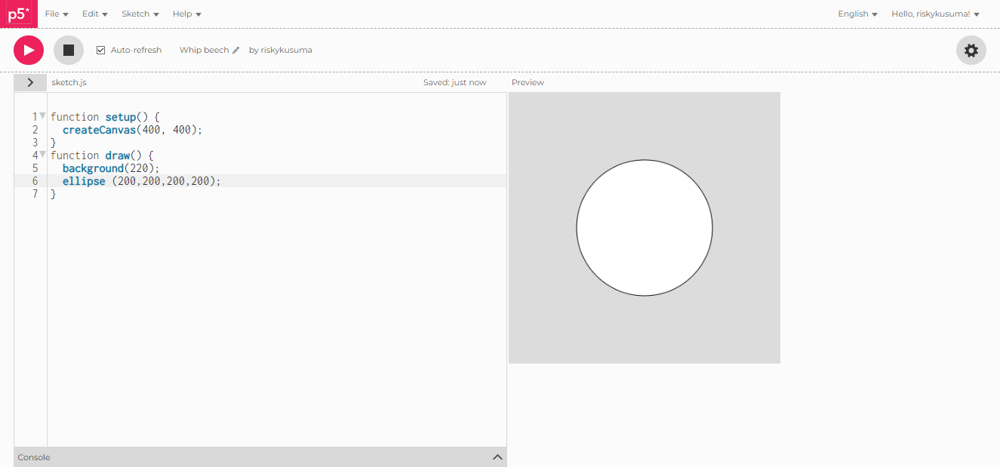 p5* File Edit Sketch Help English Hello, riskykusuma!
Auto-refresh Whip beech by riskykusuma
sketch.js Saved: just now Preview
1 function setup() {
2 createCanvas(400, 400);
3 }
4 function draw() {
5 background(220);
6 ellipse (200,200,200,200);
7 }
Console